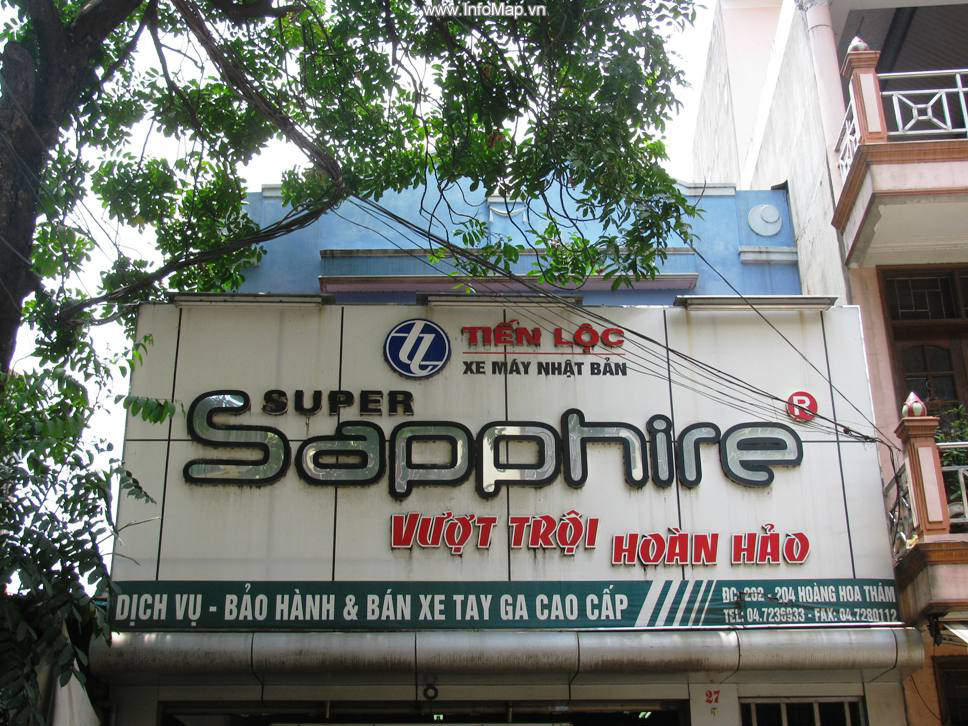 www.InfoMap.vn
TIẾN LỘC
XE MÁY NHẬT BẢN
SUPER
Sapphire ®
VƯỢT TRỘI HOÀN HẢO
DỊCH VỤ - BẢO HÀNH & BÁN XE TAY GA CAO CẤP
ĐC: 202 - 204 HOÀNG HOA THÁM
TEL: 04.7236933 - FAX: 04.7280112
27